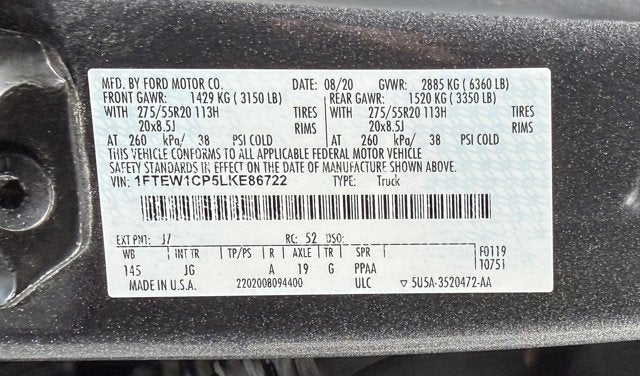 MFD. BY FORD MOTOR CO. DATE: 08/20 GVWR: 2885 KG (6360 LB)
FRONT GAWR: 1429 KG (3150 LB) REAR GAWR: 1520 KG (3350 LB)
WITH 275/55R20 113H TIRES WITH 275/55R20 113H TIRES
20x8.5J RIMS 20x8.5J RIMS
AT 260 kPa/ 38 PSI COLD AT 260 kPa/ 38 PSI COLD
THIS VEHICLE CONFORMS TO ALL APPLICABLE FEDERAL MOTOR VEHICLE
SAFETY STANDARDS IN EFFECT ON THE DATE OF MANUFACTURE SHOWN ABOVE.
VIN: 1FTEW1CP5LKE86722 TYPE: Truck
EXT PNT: J7 RC: 52 DSO:
WB INT TR TP/PS R AXLE TR SPR F0119
145 JG A 19 G PPAA T0751
MADE IN U.S.A. 2202008094400 ULC ▽ 5U5A-3520472-AA